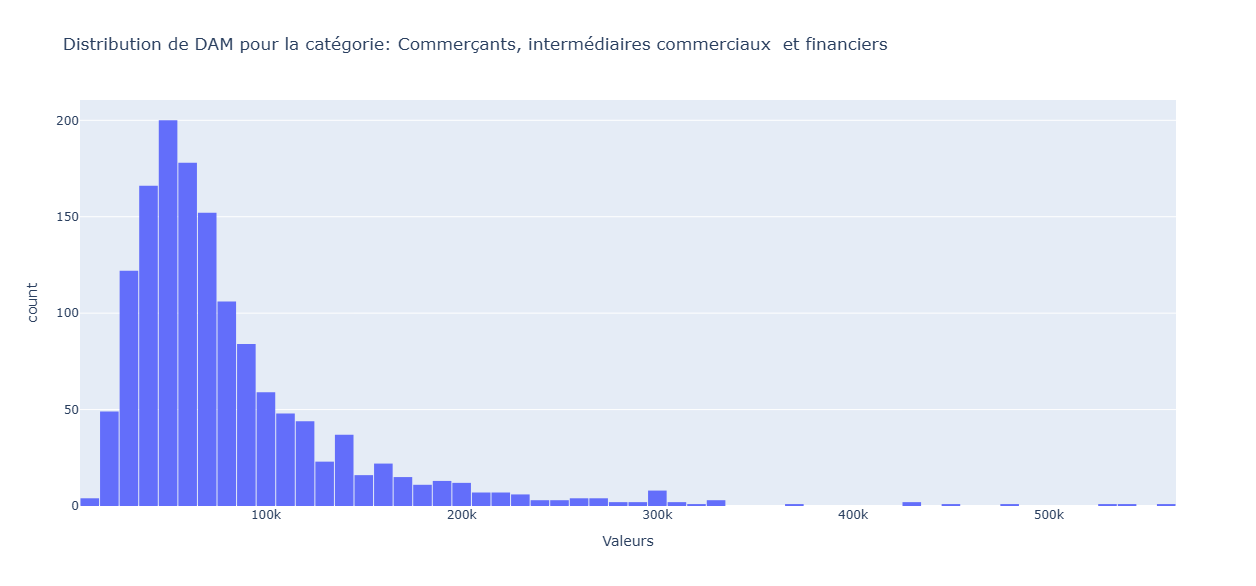 Distribution de DAM pour la catégorie: Commerçants, intermédiaires commerciaux  et financiers
200
150
100
50
0
count
100k
200k
300k
400k
500k
Valeurs